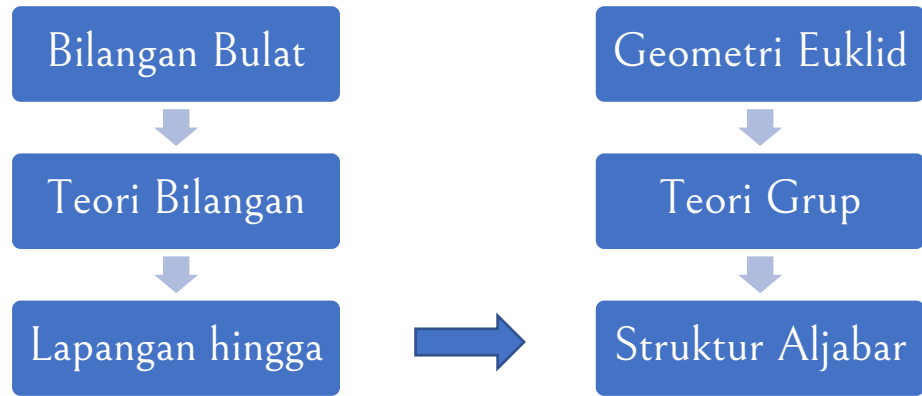 Bilangan Bulat
Teori Bilangan
Lapangan hingga
Geometri Euklid
Teori Grup
Struktur Aljabar